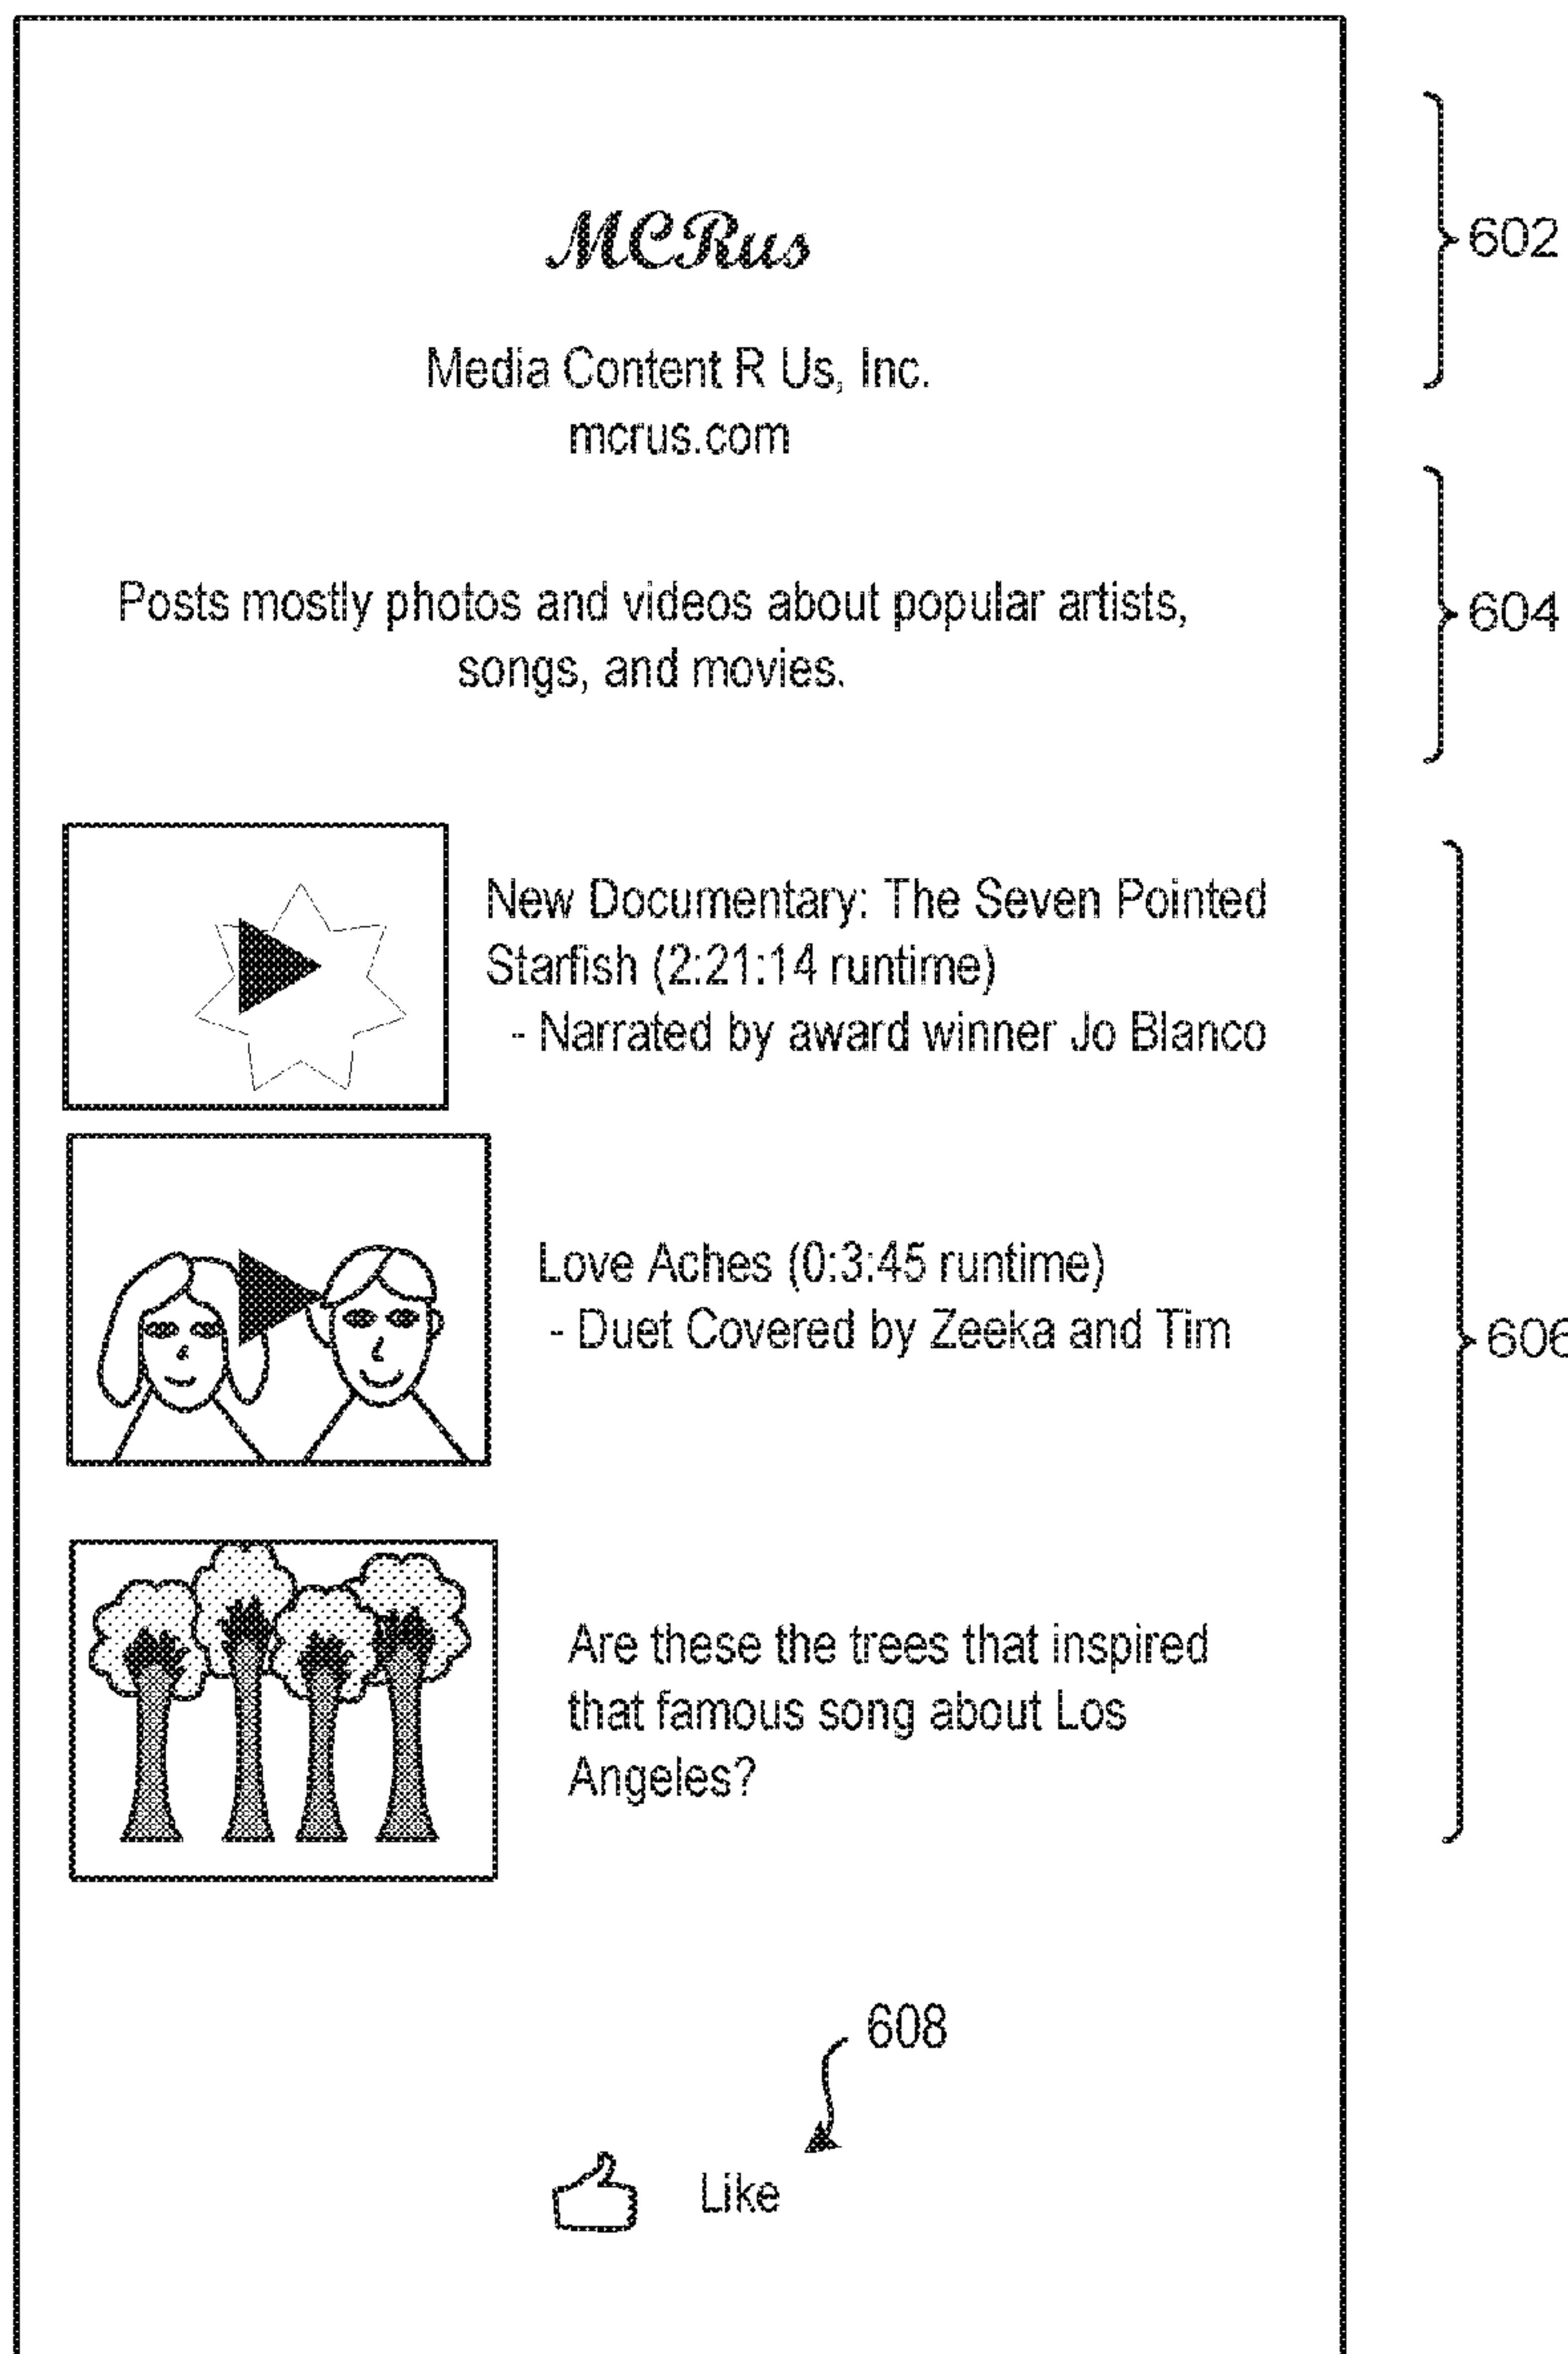 MCRus
602
Media Content R Us, Inc.
mcrus.com
Posts mostly photos and videos about popular artists,
songs, and movies.
604
New Documentary: The Seven Pointed
Starfish (2:21:14 runtime)
- Narrated by award winner Jo Blanco
Love Aches (0:3:45 runtime)
- Duet Covered by Zeeka and Tim
606
Are these the trees that inspired
that famous song about Los
Angeles?
608
Like